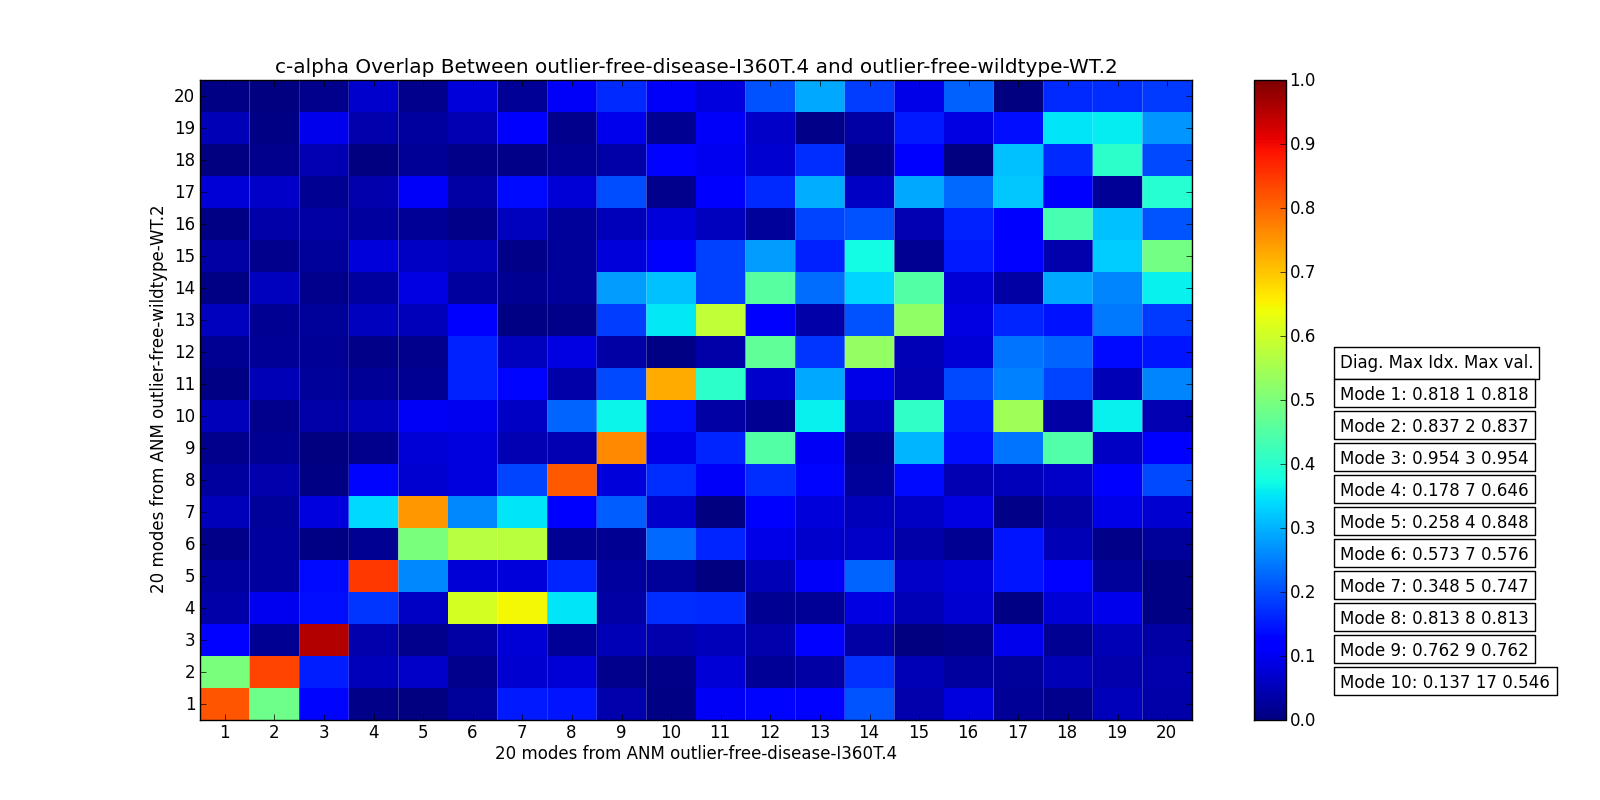 c-alpha Overlap Between outlier-free-disease-I360T.4 and outlier-free-wildtype-WT.2
20 modes from ANM outlier-free-wildtype-WT.2
20
19
18
17
16
15
14
13
12
11
10
9
8
7
6
5
4
3
2
1
1 2 3 4 5 6 7 8 9 10 11 12 13 14 15 16 17 18 19 20
20 modes from ANM outlier-free-disease-I360T.4
1.0
0.9
0.8
0.7
0.6
0.5
0.4
0.3
0.2
0.1
0.0
Diag. Max Idx. Max val.
Mode 1: 0.818 1 0.818
Mode 2: 0.837 2 0.837
Mode 3: 0.954 3 0.954
Mode 4: 0.178 7 0.646
Mode 5: 0.258 4 0.848
Mode 6: 0.573 7 0.576
Mode 7: 0.348 5 0.747
Mode 8: 0.813 8 0.813
Mode 9: 0.762 9 0.762
Mode 10: 0.137 17 0.546